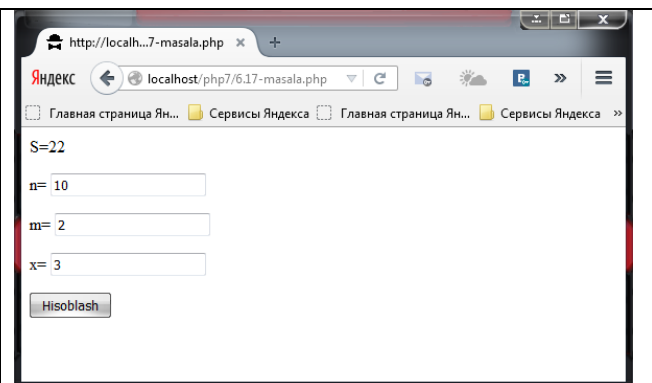 http://localh...7-masala.php
Яндекс localhost/php7/6.17-masala.php
Главная страница Ян... Сервисы Яндекса Главная страница Ян... Сервисы Яндекса »
S=22
n= 10
m= 2
x= 3
Hisoblash